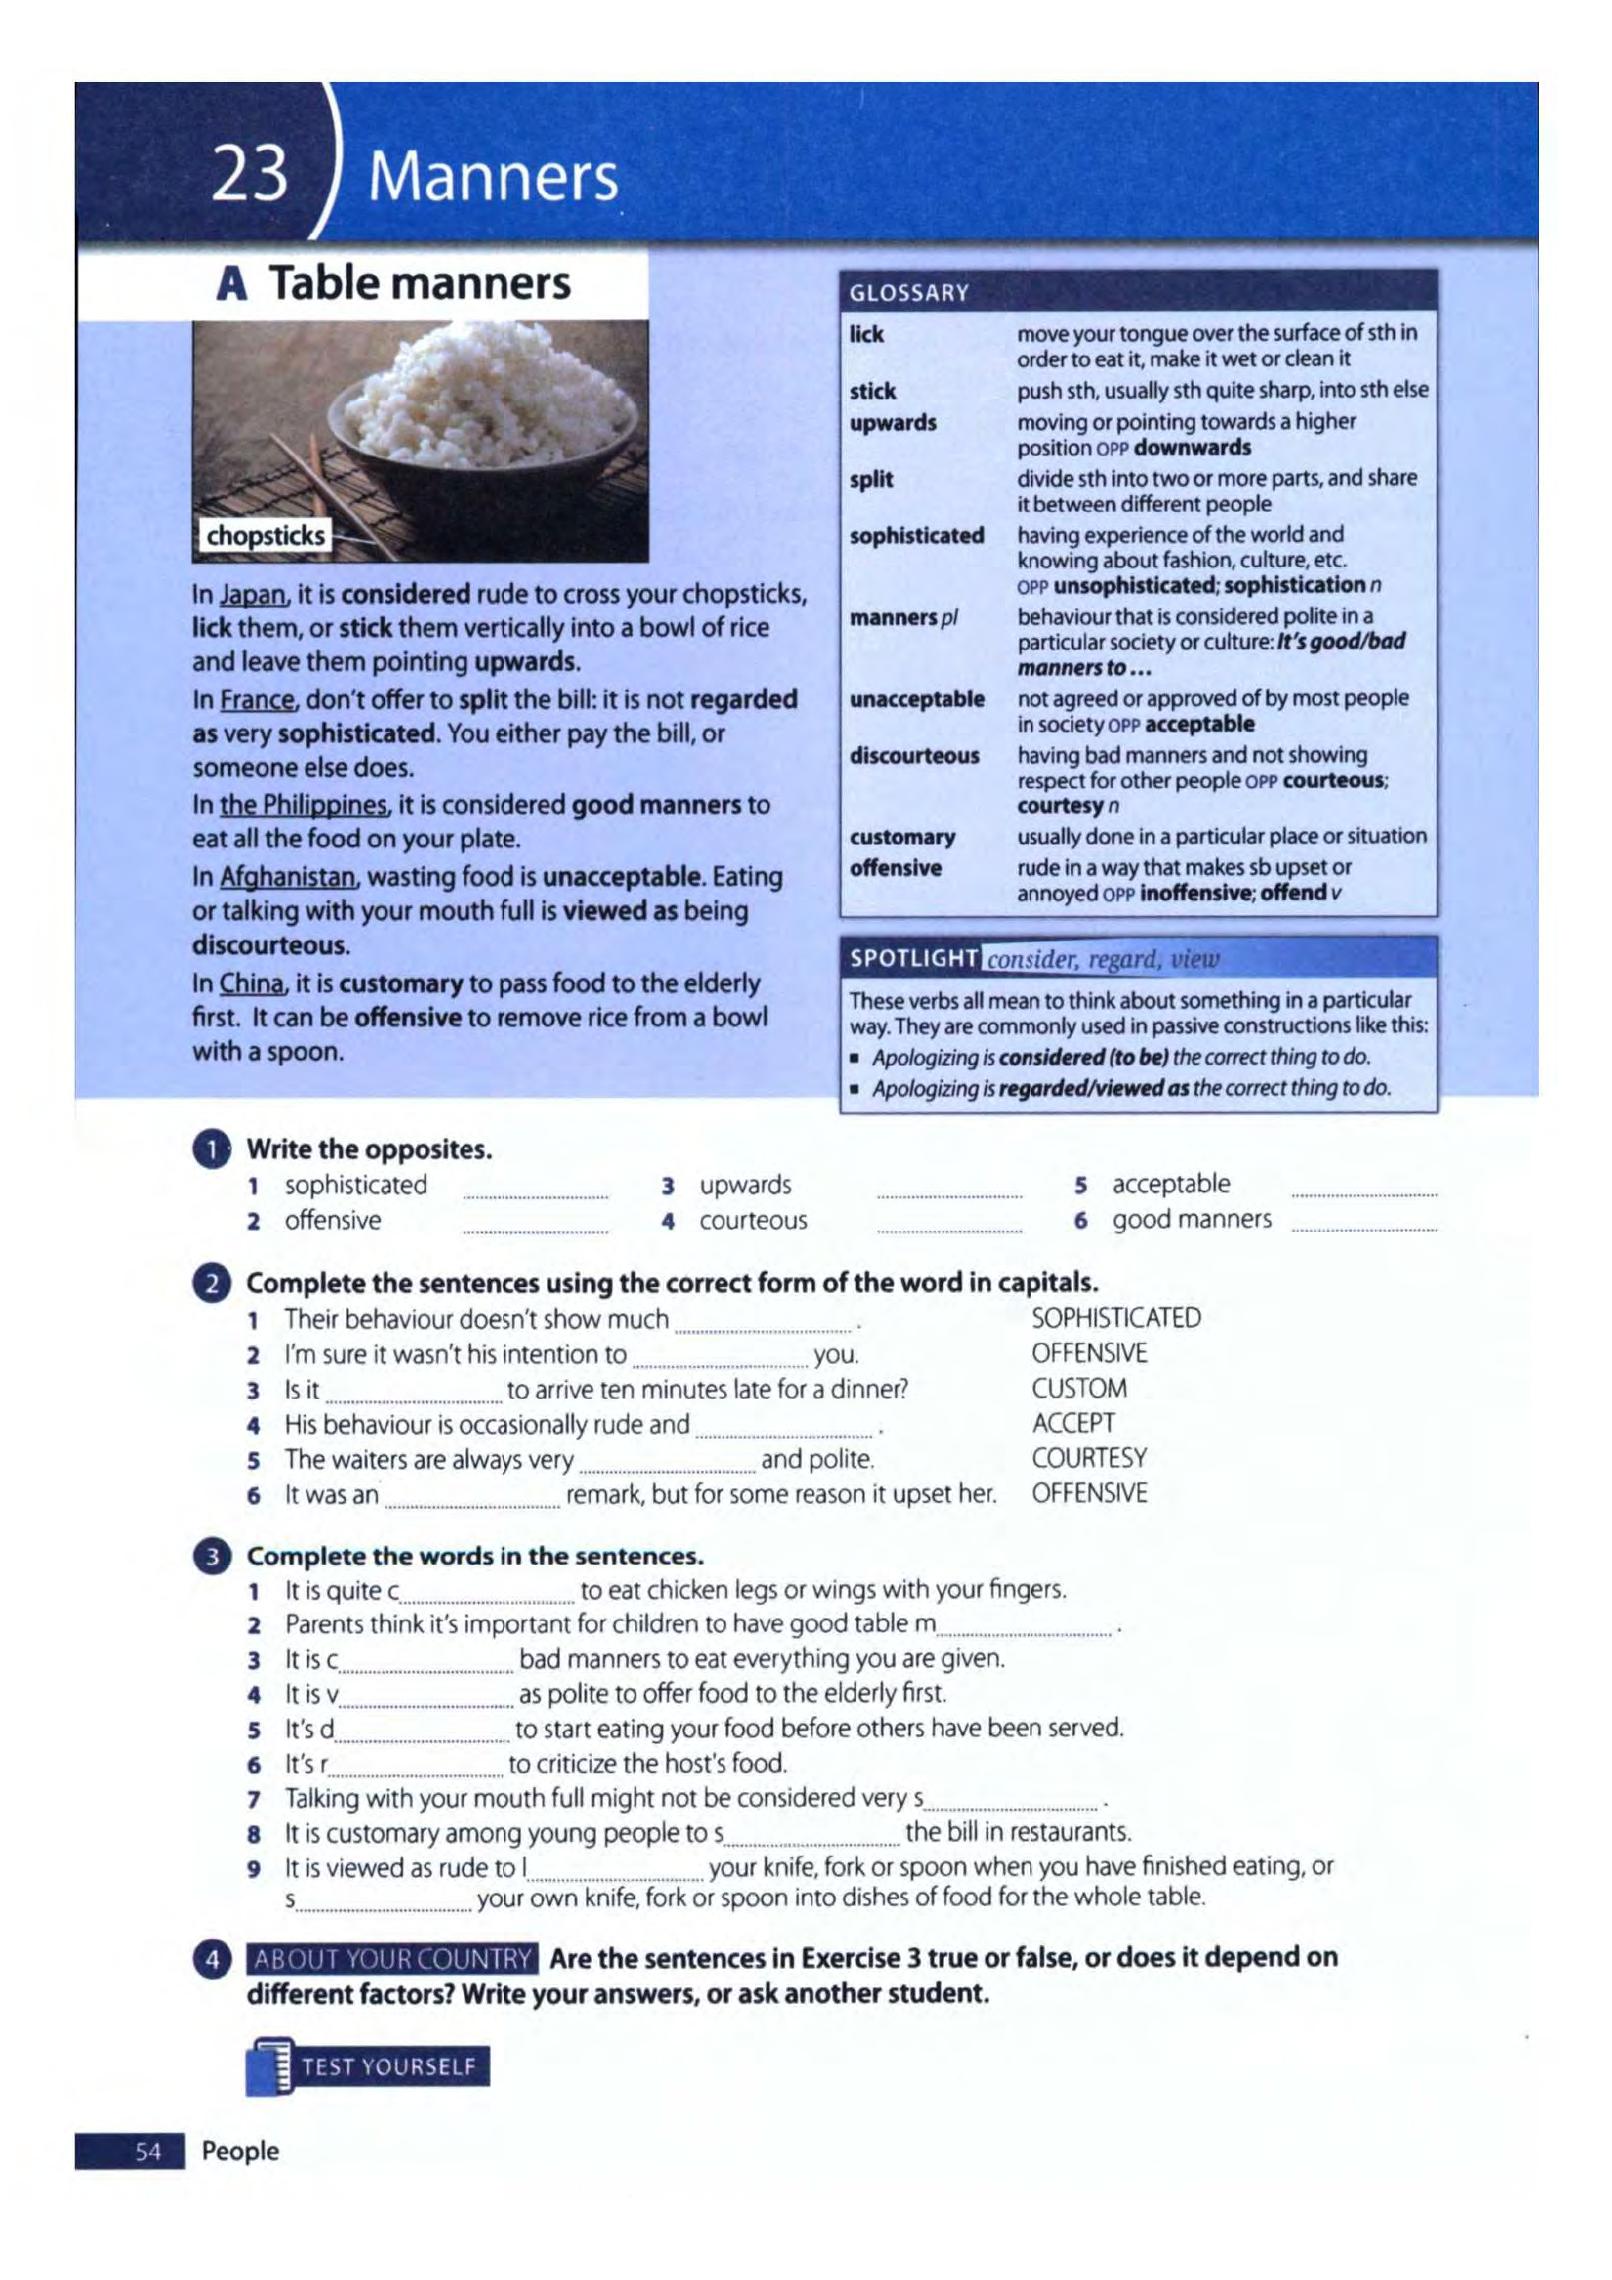 23 Manners
A Table manners
chopsticks
In Japan, it is considered rude to cross your chopsticks,
lick them, or stick them vertically into a bowl of rice
and leave them pointing upwards.
In France, don't offer to split the bill: it is not regarded
as very sophisticated. You either pay the bill, or
someone else does.
In the Philippines, it is considered good manners to
eat all the food on your plate.
In Afghanistan, wasting food is unacceptable. Eating
or talking with your mouth full is viewed as being
discourteous.
In China, it is customary to pass food to the elderly
first. It can be offensive to remove rice from a bowl
with a spoon.
GLOSSARY
lick move your tongue over the surface of sth in
order to eat it, make it wet or clean it
stick push sth, usually sth quite sharp, into sth else
upwards moving or pointing towards a higher
position OPP downwards
split divide sth into two or more parts, and share
it between different people
sophisticated having experience of the world and
knowing about fashion, culture, etc.
OPP unsophisticated; sophistication n
manners pl behaviour that is considered polite in a
particular society or culture: It's good/bad
manners to ...
unacceptable not agreed or approved of by most people
in society OPP acceptable
discourteous having bad manners and not showing
respect for other people OPP courteous;
courtesy n
customary usually done in a particular place or situation
offensive rude in a way that makes sb upset or
annoyed OPP inoffensive; offend v
SPOTLIGHT consider, regard, view
These verbs all mean to think about something in a particular
way. They are commonly used in passive constructions like this:
▪ Apologizing is considered (to be) the correct thing to do.
▪ Apologizing is regarded/viewed as the correct thing to do.
1 Write the opposites.
1 sophisticated .................... 3 upwards .................... 5 acceptable ....................
2 offensive .................... 4 courteous .................... 6 good manners ....................
2 Complete the sentences using the correct form of the word in capitals.
1 Their behaviour doesn't show much .................... . SOPHISTICATED
2 I'm sure it wasn't his intention to .................... you. OFFENSIVE
3 Is it .................... to arrive ten minutes late for a dinner? CUSTOM
4 His behaviour is occasionally rude and .................... . ACCEPT
5 The waiters are always very .................... and polite. COURTESY
6 It was an .................... remark, but for some reason it upset her. OFFENSIVE
3 Complete the words in the sentences.
1 It is quite c.................... to eat chicken legs or wings with your fingers.
2 Parents think it's important for children to have good table m.................... .
3 It is c.................... bad manners to eat everything you are given.
4 It is v.................... as polite to offer food to the elderly first.
5 It's d.................... to start eating your food before others have been served.
6 It's r.................... to criticize the host's food.
7 Talking with your mouth full might not be considered very s.................... .
8 It is customary among young people to s.................... the bill in restaurants.
9 It is viewed as rude to l.................... your knife, fork or spoon when you have finished eating, or
s.................... your own knife, fork or spoon into dishes of food for the whole table.
4 ABOUT YOUR COUNTRY Are the sentences in Exercise 3 true or false, or does it depend on
different factors? Write your answers, or ask another student.
TEST YOURSELF
54 People